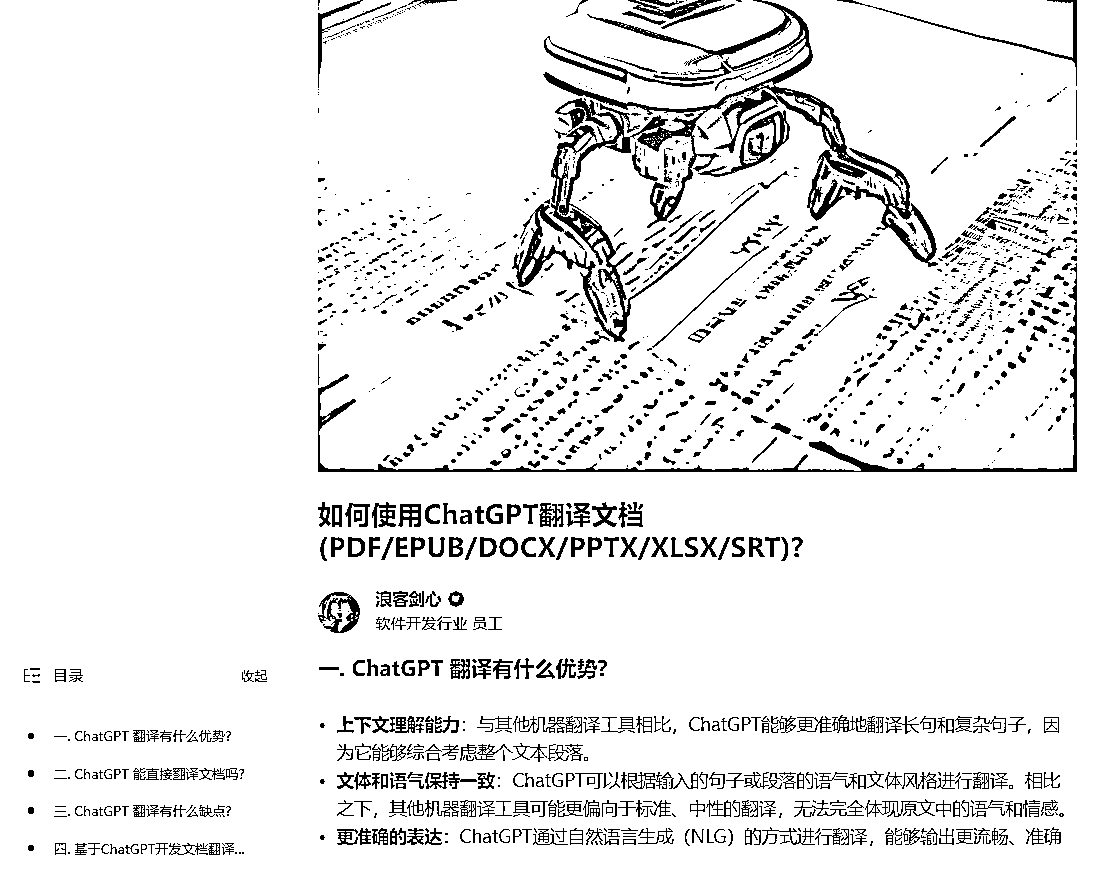 如何使用ChatGPT翻译文档
(PDF/EPUB/DOCX/PPTX/XLSX/SRT)?
浪客剑心
软件开发行业 员工
目录
收起
一. ChatGPT 翻译有什么优势?
二. ChatGPT 能直接翻译文档吗?
三. ChatGPT 翻译有什么缺点?
四. 基于ChatGPT开发文档翻译...
一. ChatGPT 翻译有什么优势?
• 上下文理解能力：与其他机器翻译工具相比，ChatGPT能够更准确地翻译长句和复杂句子，因
为它能够综合考虑整个文本段落。
• 文体和语气保持一致：ChatGPT可以根据输入的句子或段落的语气和文体风格进行翻译。相比
之下，其他机器翻译工具可能更偏向于标准、中性的翻译，无法完全体现原文中的语气和情感。
• 更准确的表达：ChatGPT通过自然语言生成（NLG）的方式进行翻译，能够输出更流畅、准确